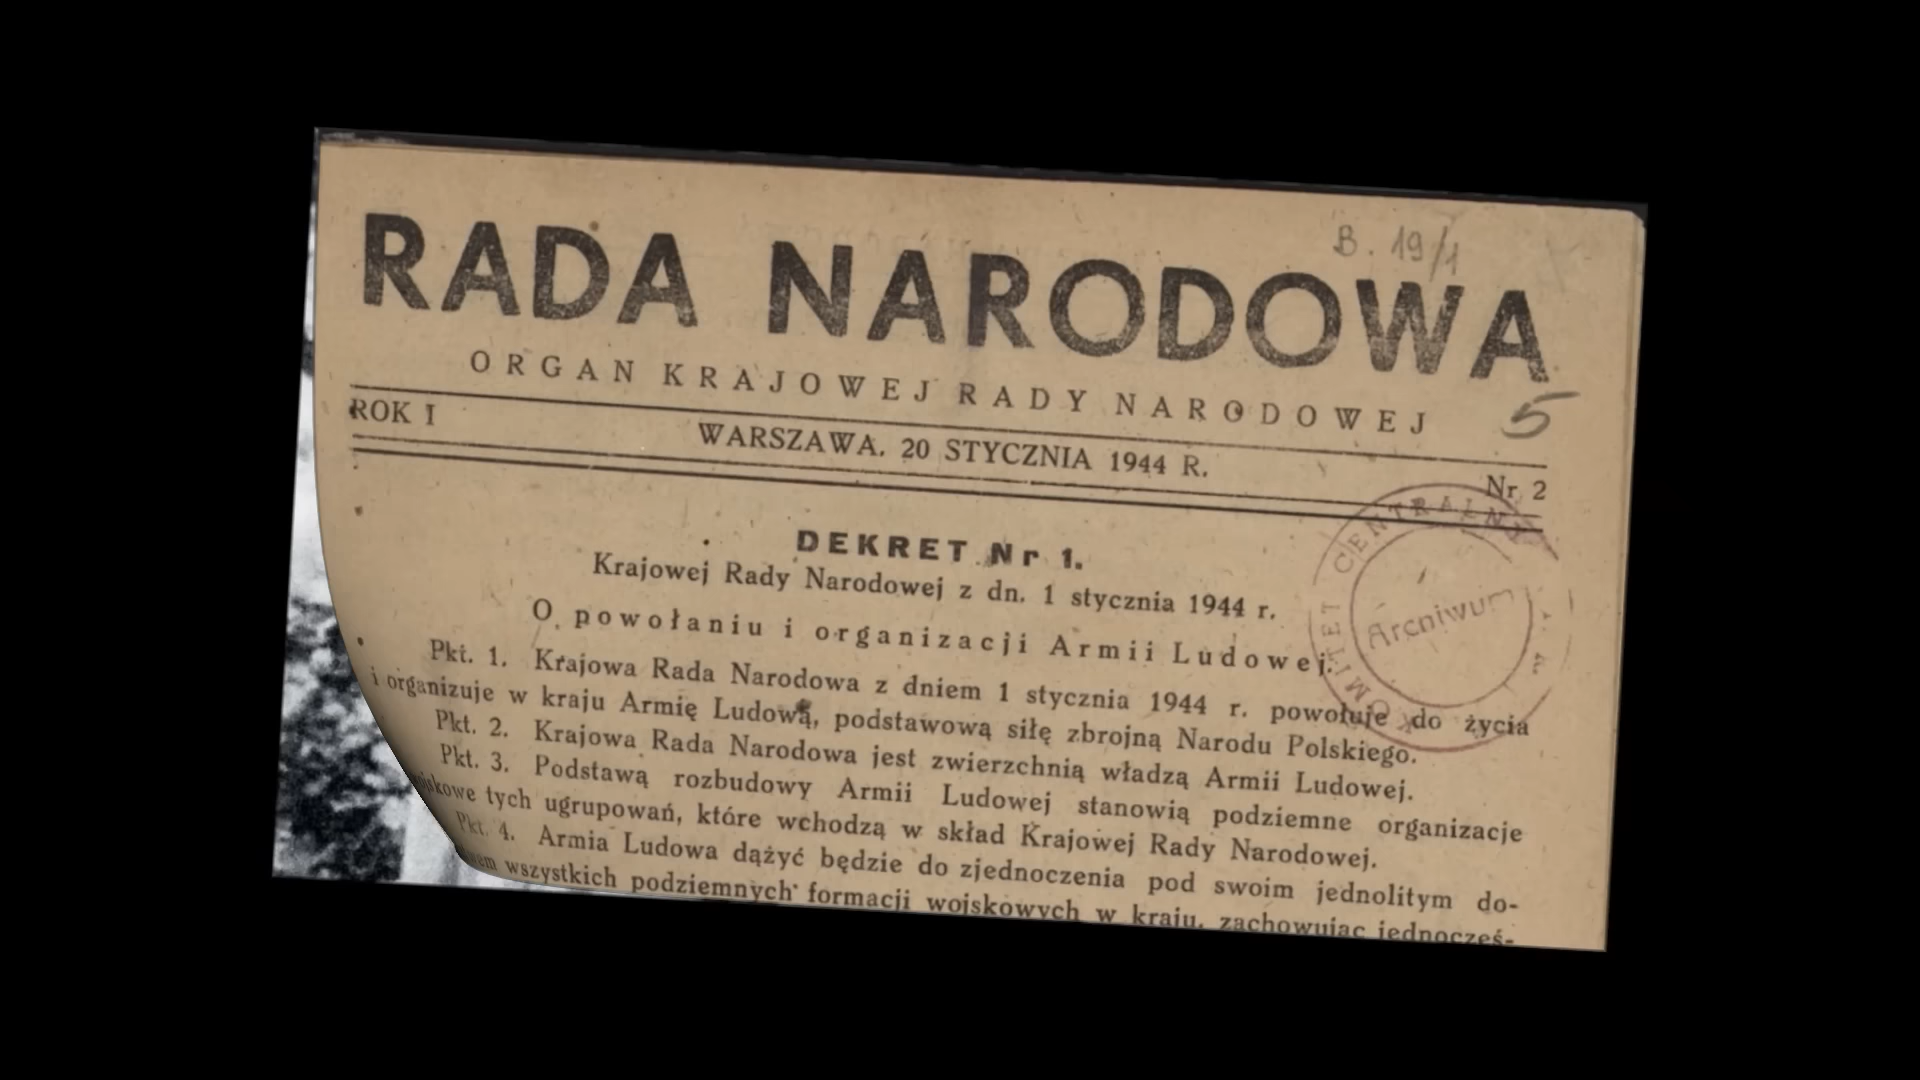 B. 19/1
RADA NARODOWA
ORGAN KRAJOWEJ RADY NARODOWEJ
5
ROK I
WARSZAWA, 20 STYCZNIA 1944 R.
Nr 2
KOMITET CENTRALNY
Archiwum
DEKRET Nr 1.
Krajowej Rady Narodowej z dn. 1 stycznia 1944 r.
O powołaniu i organizacji Armii Ludowej.
Pkt. 1. Krajowa Rada Narodowa z dniem 1 stycznia 1944 r. powołuje do życia
i organizuje w kraju Armię Ludową, podstawową siłę zbrojną Narodu Polskiego.
Pkt. 2. Krajowa Rada Narodowa jest zwierzchnią władzą Armii Ludowej.
Pkt. 3. Podstawą rozbudowy Armii Ludowej stanowią podziemne organizacje
tych ugrupowań, które wchodzą w skład Krajowej Rady Narodowej.
Pkt. 4. Armia Ludowa dążyć będzie do zjednoczenia pod swoim jednolitym do-
wszystkich podziemnych formacji wojskowych w kraju, zachowując jednocześ-